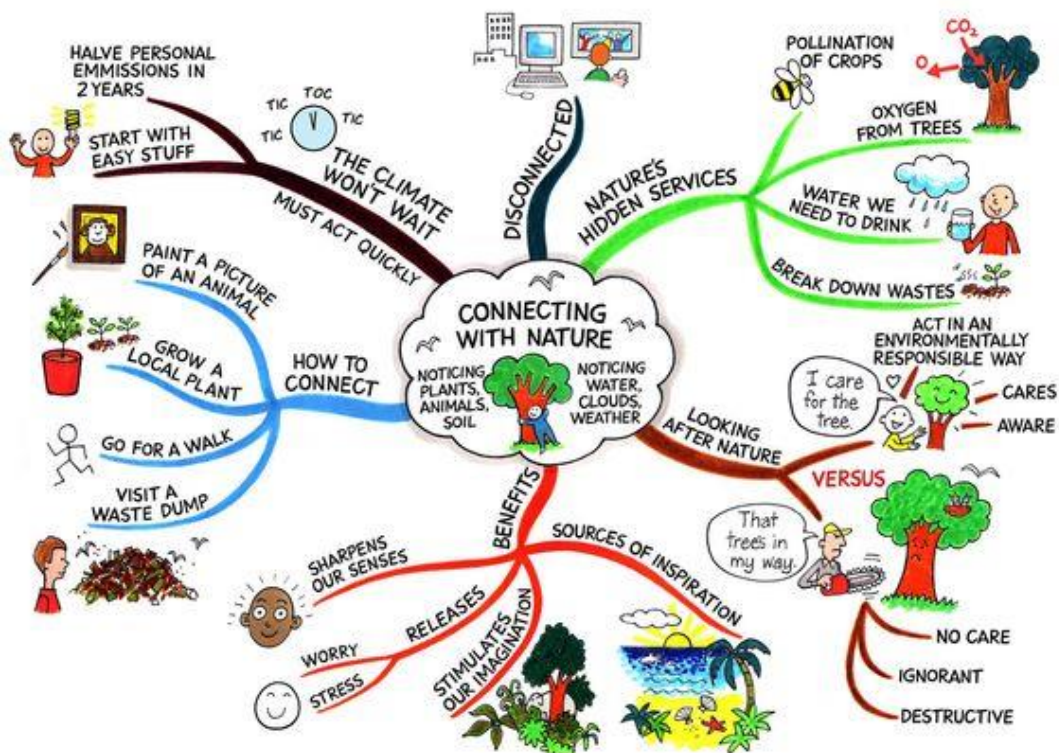 CONNECTING
WITH NATURE
NOTICING
PLANTS,
ANIMALS,
SOIL
NOTICING
WATER,
CLOUDS,
WEATHER
DISCONNECTED
NATURE'S
HIDDEN SERVICES
POLLINATION
OF CROPS
CO₂
O
OXYGEN
FROM TREES
WATER WE
NEED TO DRINK
BREAK DOWN WASTES
LOOKING
AFTER NATURE
ACT IN AN
ENVIRONMENTALLY
RESPONSIBLE WAY
I care
for the
tree.
CARES
AWARE
VERSUS
That
tree's in
my way.
NO CARE
IGNORANT
DESTRUCTIVE
BENEFITS
SOURCES OF INSPIRATION
STIMULATES
OUR IMAGINATION
RELEASES
WORRY
STRESS
SHARPENS
OUR SENSES
HOW TO
CONNECT
PAINT A PICTURE
OF AN ANIMAL
GROW A
LOCAL PLANT
GO FOR A WALK
VISIT A
WASTE DUMP
THE CLIMATE
WON'T WAIT
MUST ACT QUICKLY
TIC
TIC
TOC
TIC
HALVE PERSONAL
EMMISSIONS IN
2 YEARS
START WITH
EASY STUFF